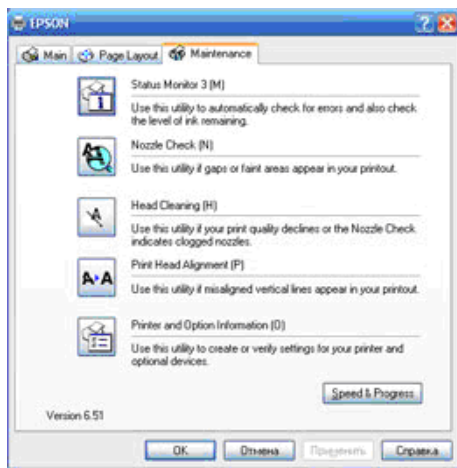 EPSON
Main Page Layout Maintenance
Status Monitor 3 (M)
Use this utility to automatically check for errors and also check
the level of ink remaining.
Nozzle Check (N)
Use this utility if gaps or faint areas appear in your printout.
Head Cleaning (H)
Use this utility if your print quality declines or the Nozzle Check
indicates clogged nozzles.
Print Head Alignment (P)
Use this utility if misaligned vertical lines appear in your printout.
Printer and Option Information (O)
Use this utility to create or verify settings for your printer and
optional devices.
Speed & Progress
Version 6.51
OK Отмена Применить Справка